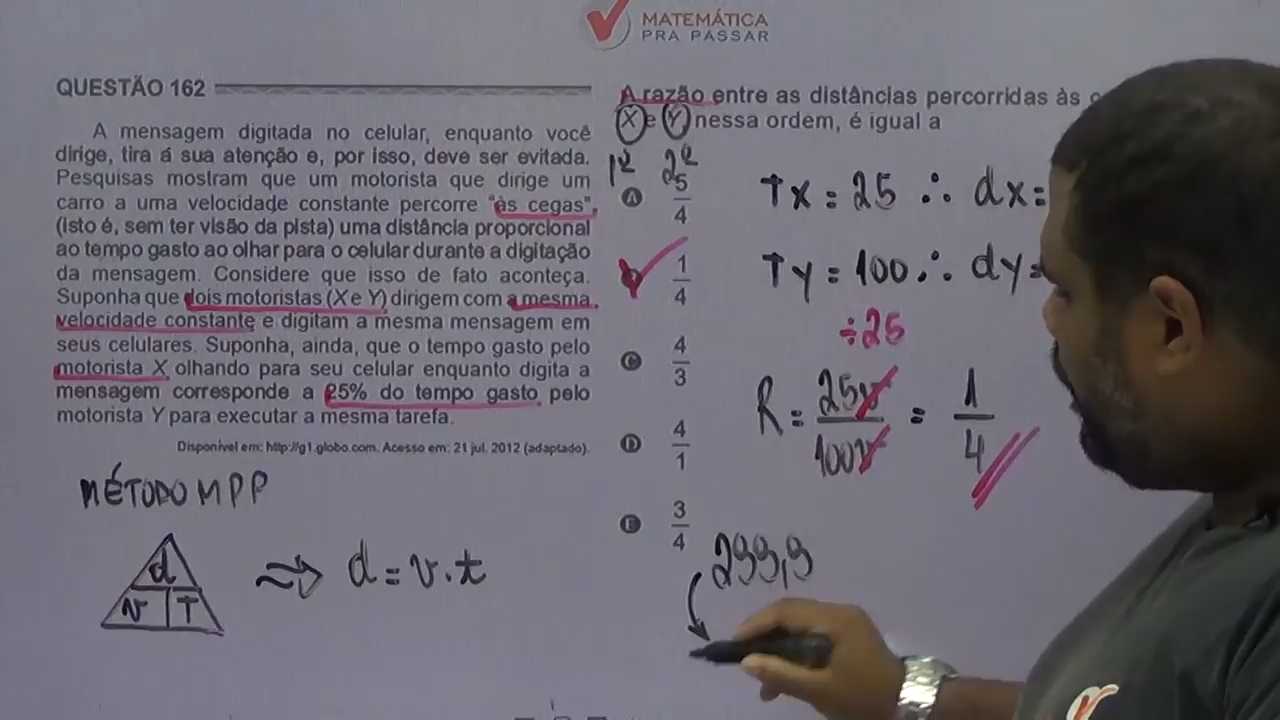 MATEMÁTICA
PRA PASSAR
QUESTÃO 162
A mensagem digitada no celular, enquanto você
dirige, tira a sua atenção e, por isso, deve ser evitada.
Pesquisas mostram que um motorista que dirige um
carro a uma velocidade constante percorre “às cegas”,
(isto é, sem ter visão da pista) uma distância proporcional
ao tempo gasto ao olhar para o celular durante a digitação
da mensagem. Considere que isso de fato aconteça.
Suponha que dois motoristas (X e Y) dirigem com a mesma
velocidade constante e digitam a mesma mensagem em
seus celulares. Suponha, ainda, que o tempo gasto pelo
motorista X olhando para seu celular enquanto digita a
mensagem corresponde a 25% do tempo gasto pelo
motorista Y para executar a mesma tarefa.
Disponível em: http://g1.globo.com. Acesso em: 21 jul. 2012 (adaptado).
MÉTODO MPP
d
v T
⇒ d = v.t
A razão entre as distâncias percorridas às
X e Y, nessa ordem, é igual a
1º 2º
A 5/4
1/4
C 4/3
D 4/1
E 3/4
TX = 25 ∴ dX =
TY = 100 ∴ dY =
÷25
R = 25v/100v = 1/4
299,9